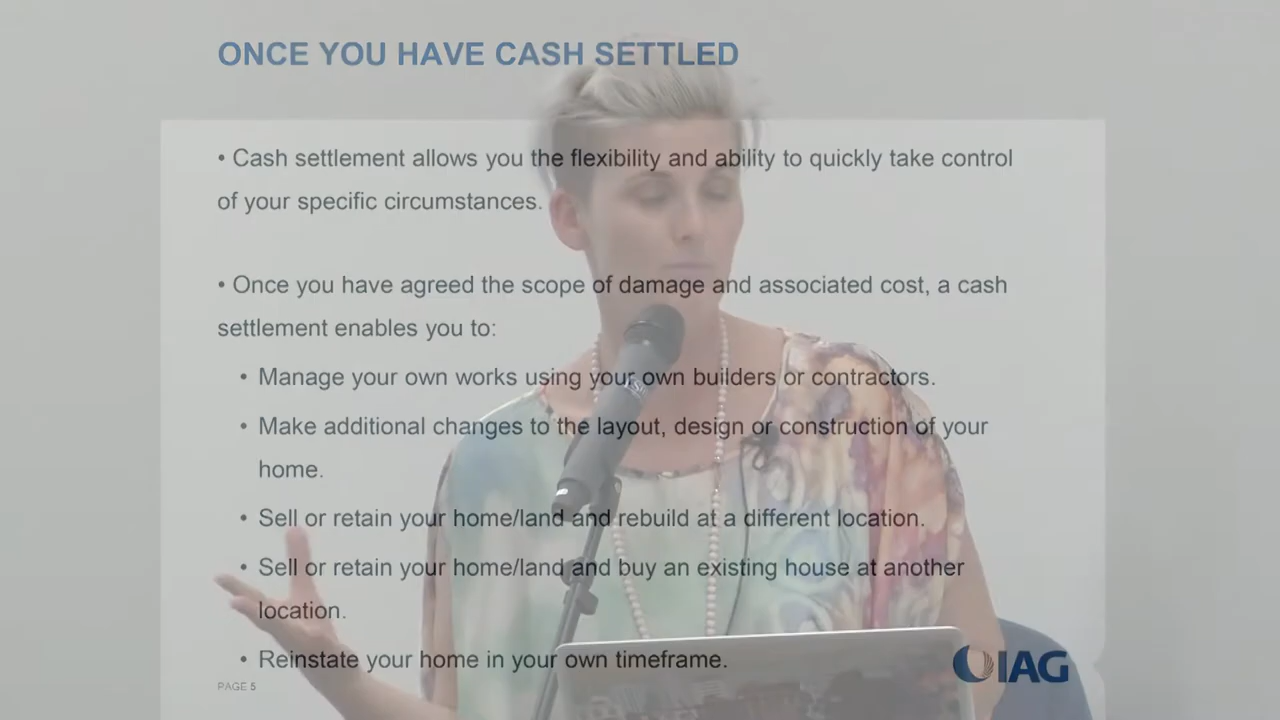 ONCE YOU HAVE CASH SETTLED
• Cash settlement allows you the flexibility and ability to quickly take control
of your specific circumstances.
• Once you have agreed the scope of damage and associated cost, a cash
settlement enables you to:
• Manage your own works using your own builders or contractors.
• Make additional changes to the layout, design or construction of your
home.
• Sell or retain your home/land and rebuild at a different location.
• Sell or retain your home/land and buy an existing house at another
location.
• Reinstate your home in your own timeframe.
PAGE 5
IAG